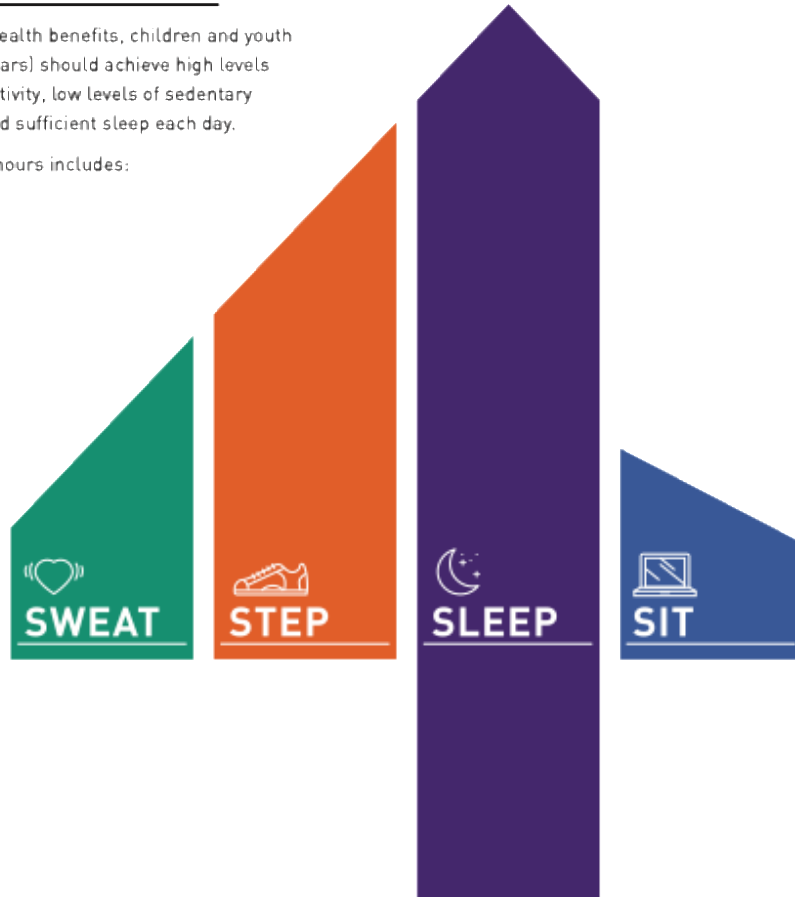 ealth benefits, children and youth
ars) should achieve high levels
tivity, low levels of sedentary
d sufficient sleep each day.
hours includes:
SWEAT
STEP
SLEEP
SIT